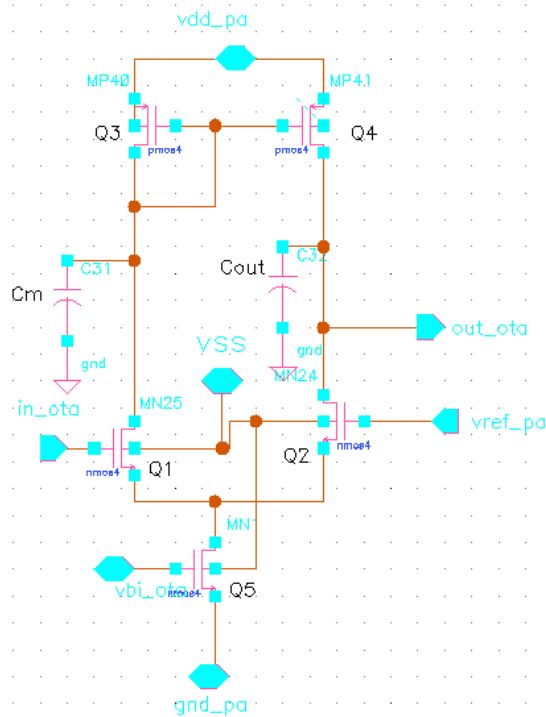 vdd_pa
MP40
MP41
Q3
Q4
pmos4
pmos4
C31
Cout
C32
Cm
gnd
VSS
gnd
MN24
in_ota
MN25
out_ota
vref_pa
nmos4
Q1
Q2
nmos4
MN1
vbi_ota
nmos4
Q5
gnd_pa